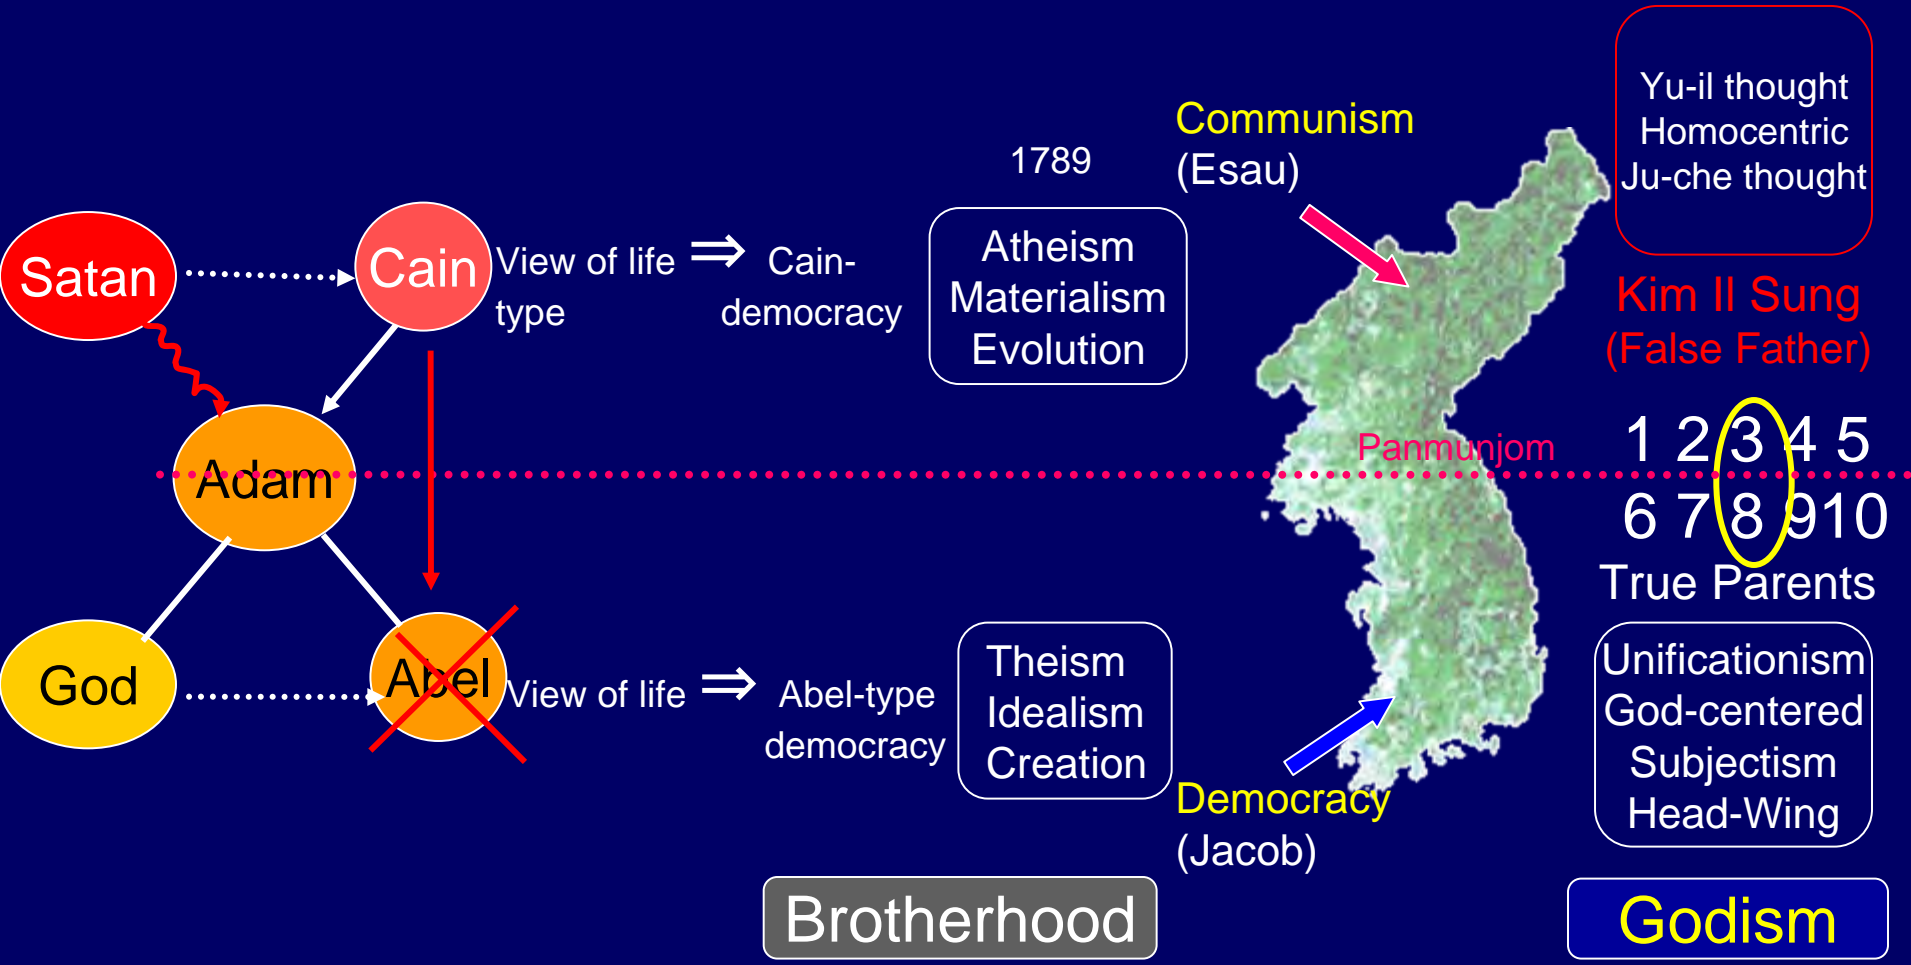 Satan
Cain
View of life
type
⇒
Cain-
democracy
1789
Atheism
Materialism
Evolution
Communism
(Esau)
Yu-il thought
Homocentric
Ju-che thought
Kim Il Sung
(False Father)
Adam
Panmunjom
1 2 3 4 5
6 7 8 9 10
True Parents
God
Abel
View of life
⇒
Abel-type
democracy
Theism
Idealism
Creation
Democracy
(Jacob)
Unificationism
God-centered
Subjectism
Head-Wing
Brotherhood
Godism